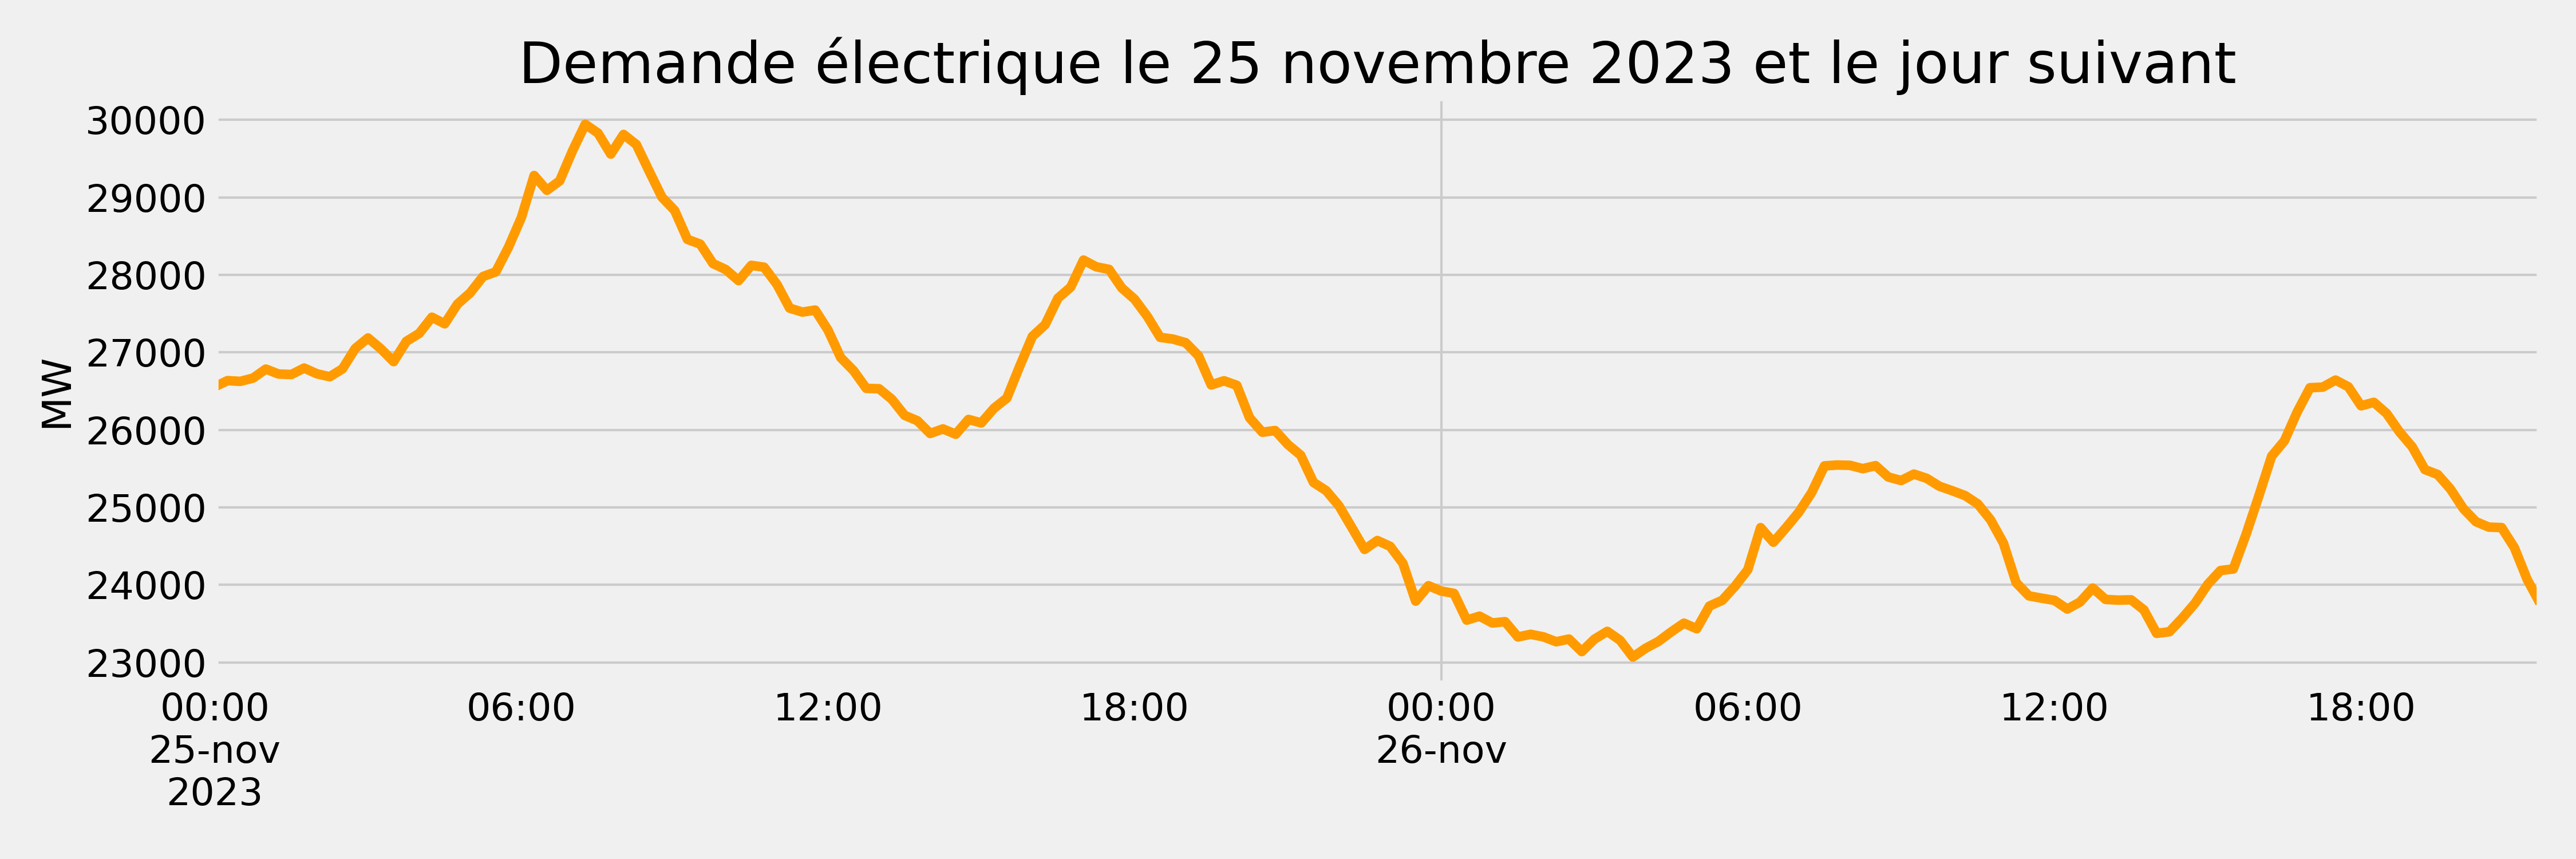 Demande électrique le 25 novembre 2023 et le jour suivant
MW
30000
29000
28000
27000
26000
25000
24000
23000
00:00 06:00 12:00 18:00 00:00 06:00 12:00 18:00
25-nov 26-nov
2023